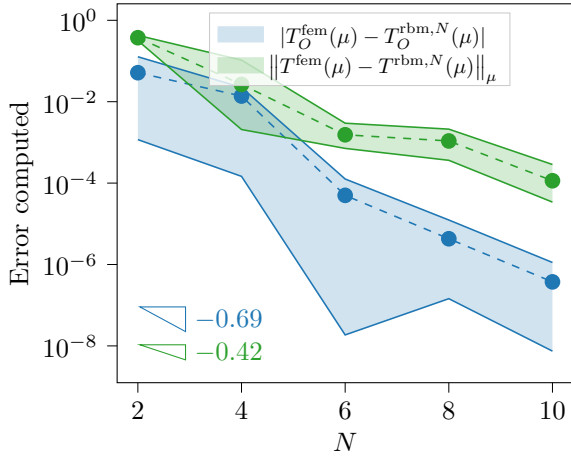 |T_O^fem(μ) − T_O^rbm,N(μ)|
‖T^fem(μ) − T^rbm,N(μ)‖_μ
Error computed
10^0
10^−2
10^−4
10^−6
10^−8
−0.69
−0.42
2 4 6 8 10
N